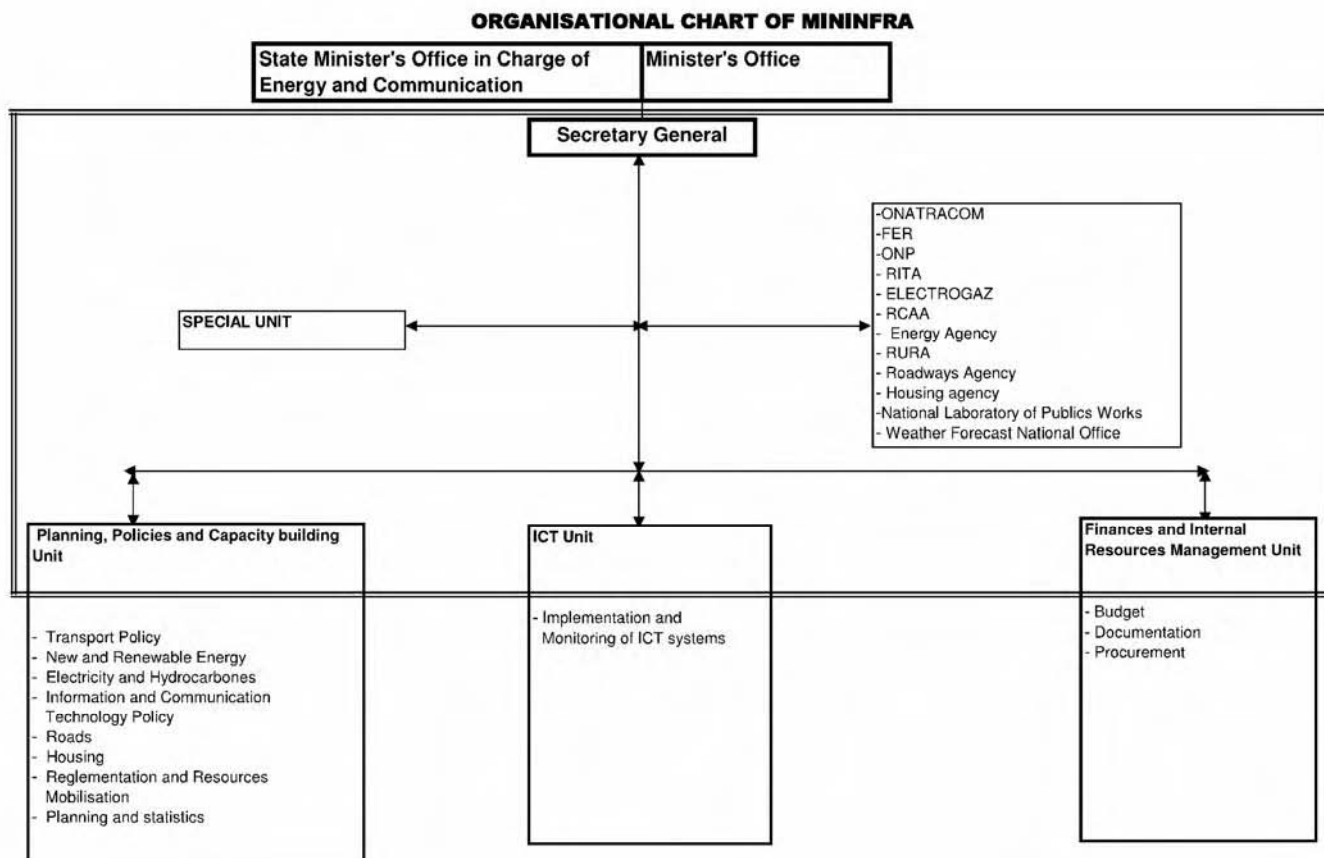 ORGANISATIONAL CHART OF MININFRA
State Minister's Office in Charge of
Energy and Communication
Minister's Office
Secretary General
-ONATRACOM
-FER
-ONP
- RITA
- ELECTROGAZ
- RCAA
- Energy Agency
- RURA
- Roadways Agency
- Housing agency
-National Laboratory of Publics Works
- Weather Forecast National Office
SPECIAL UNIT
Planning, Policies and Capacity building
Unit
- Transport Policy
- New and Renewable Energy
- Electricity and Hydrocarbones
- Information and Communication
Technology Policy
- Roads
- Housing
- Reglementation and Resources
Mobilisation
- Planning and statistics
ICT Unit
- Implementation and
Monitoring of ICT systems
Finances and Internal
Resources Management Unit
- Budget
- Documentation
- Procurement